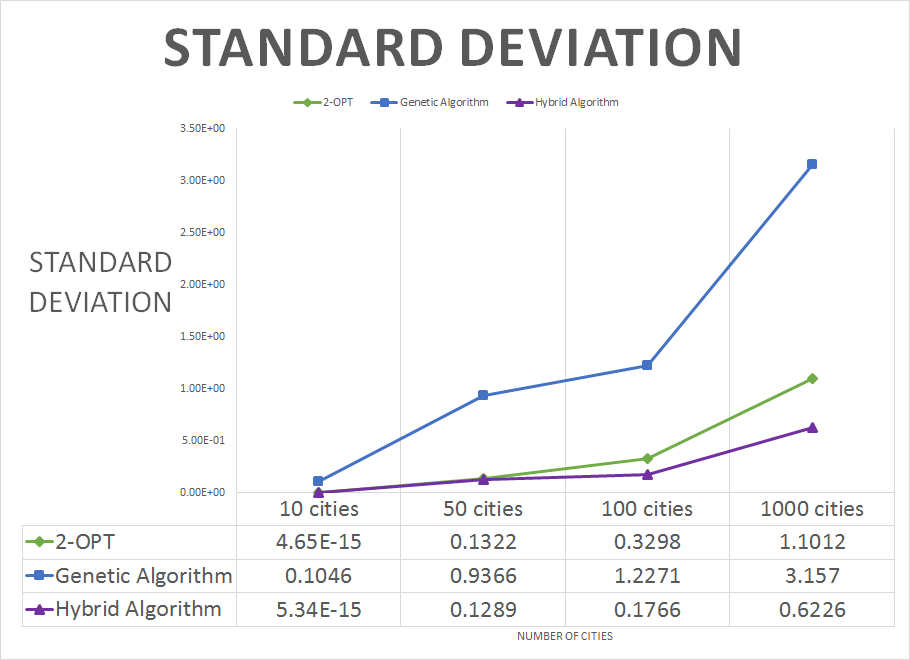 STANDARD DEVIATION
2-OPT Genetic Algorithm Hybrid Algorithm
3.50E+00
3.00E+00
2.50E+00
2.00E+00
1.50E+00
1.00E+00
5.00E-01
0.00E+00
STANDARD
DEVIATION
10 cities 50 cities 100 cities 1000 cities
2-OPT 4.65E-15 0.1322 0.3298 1.1012
Genetic Algorithm 0.1046 0.9366 1.2271 3.157
Hybrid Algorithm 5.34E-15 0.1289 0.1766 0.6226
NUMBER OF CITIES